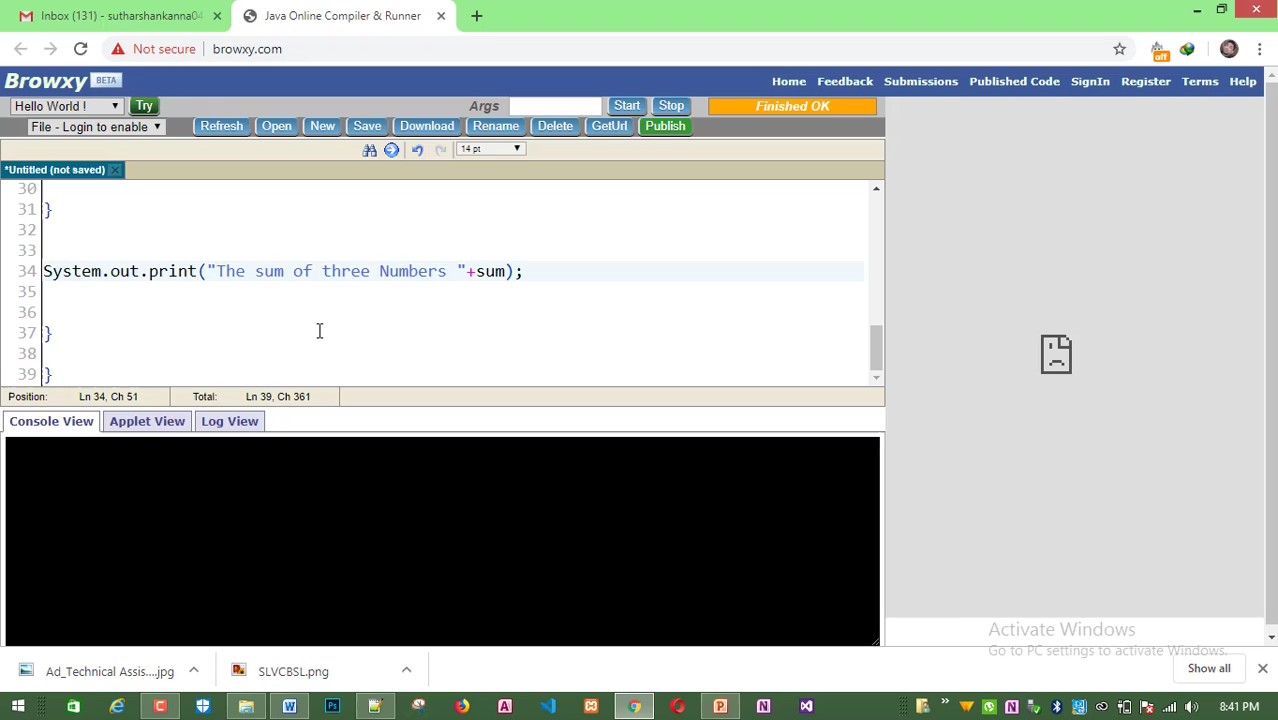 Inbox (131) - sutharshankanna04
Java Online Compiler & Runner
Not secure
browxy.com
off
Browxy BETA
Home Feedback Submissions Published Code SignIn Register Terms Help
Hello World ! Try Args Start Stop Finished OK
File - Login to enable Refresh Open New Save Download Rename Delete GetUrl Publish
14 pt
*Untitled (not saved)
30
31 }
32
33
34 System.out.print("The sum of three Numbers "+sum);
35
36
37 }
38
39 }
Position: Ln 34, Ch 51 Total: Ln 39, Ch 361
Console View Applet View Log View
Activate Windows
Go to PC settings to activate Windows.
Ad_Technical Assis....jpg
SLVCBSL.png
Show all
8:41 PM